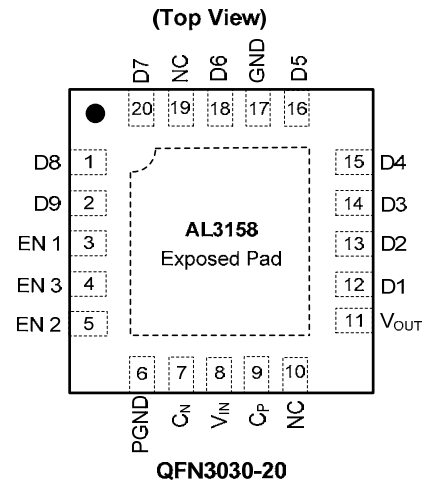 (Top View)
D7 NC D6 GND D5
20 19 18 17 16
D8 1 15 D4
D9 2 14 D3
EN 1 3 13 D2
EN 3 4 12 D1
EN 2 5 11 VOUT
AL3158
Exposed Pad
6 7 8 9 10
PGND CN VIN CP NC
QFN3030-20